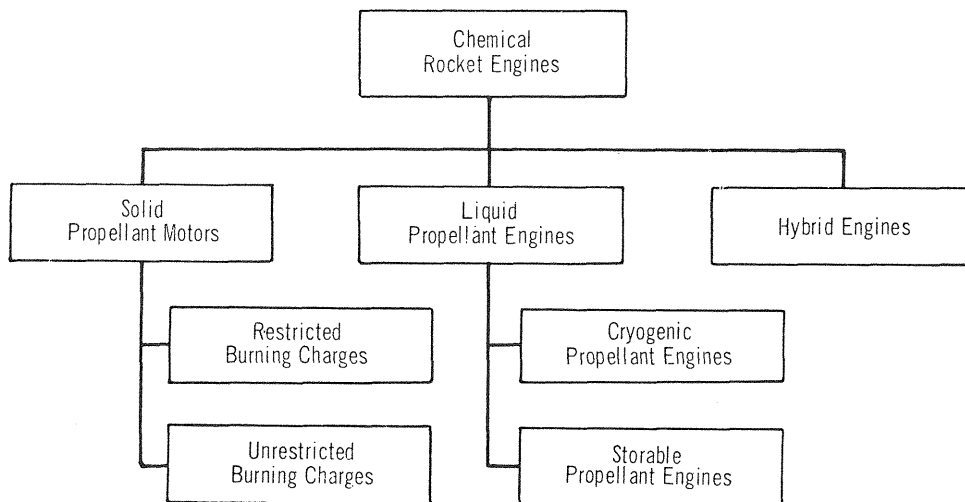 Chemical
Rocket Engines
Solid
Propellant Motors
Liquid
Propellant Engines
Hybrid Engines
Restricted
Burning Charges
Cryogenic
Propellant Engines
Unrestricted
Burning Charges
Storable
Propellant Engines